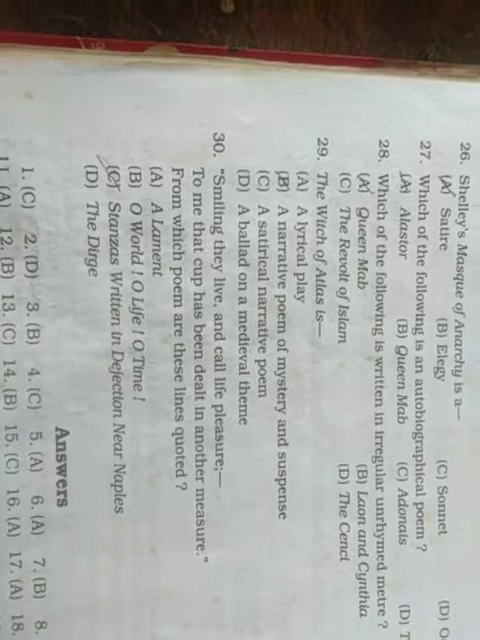 26. Shelley's Masque of Anarchy is a—
(A) Satire (B) Elegy (C) Sonnet (D) O
27. Which of the following is an autobiographical poem ?
(A) Alastor (B) Queen Mab (C) Adonais (D)
28. Which of the following is written in irregular unrhymed metre ?
(A) Queen Mab (B) Laon and Cynthia
(C) The Revolt of Islam (D) The Cenci
29. The Witch of Atlas is—
(A) A lyrical play
(B) A narrative poem of mystery and suspense
(C) A satirical narrative poem
(D) A ballad on a medieval theme
30. "Smiling they live, and call life pleasure;—
To me that cup has been dealt in another measure."
From which poem are these lines quoted ?
(A) A Lament
(B) O World ! O Life ! O Time !
(C) Stanzas Written in Dejection Near Naples
(D) The Dirge
Answers
1. (C) 2. (D) 3. (B) 4. (C) 5. (A) 6. (A) 7. (B) 8.
11. (A) 12. (B) 13. (C) 14. (B) 15. (C) 16. (A) 17. (A) 18.